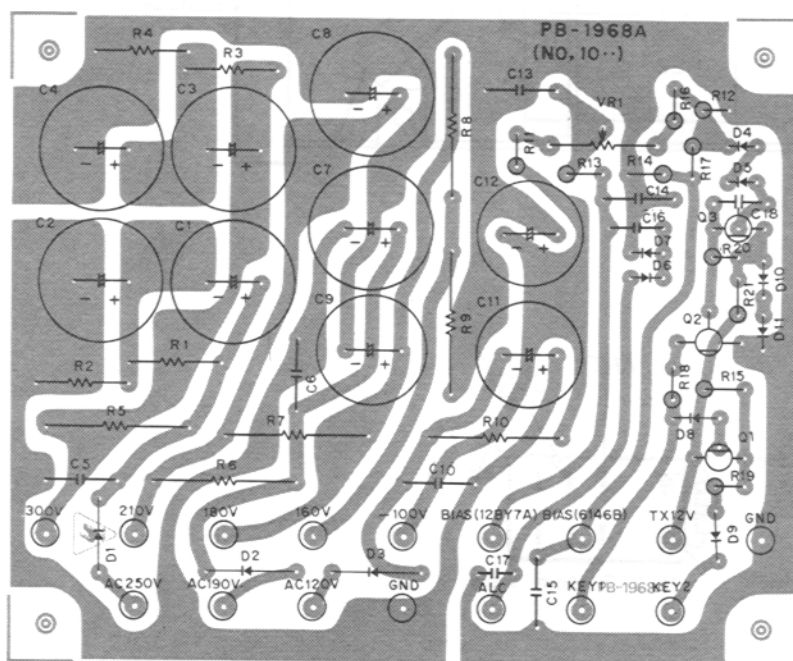 PB-1968A
(NO, 10··)
R4
R3
C8
C4
C3
C13
R16
R12
VR1
R8
R11
D4
R13
R14
R17
D5
C7
C12
C14
C18
C2
C1
C16
Q3
D7
R20
D6
D10
R21
C9
C11
Q2
D11
R9
R1
R2
C6
R18
R15
R5
R7
R10
D8
Q1
C5
R6
C10
R19
300V
210V
180V
160V
-100V
BIAS(12BY7A)
BIAS(6146B)
TX12V
GND
D1
D2
D3
C17
D9
AC250V
AC190V
AC120V
GND
ALC
C15
KEY1
PB-1968
KEY2